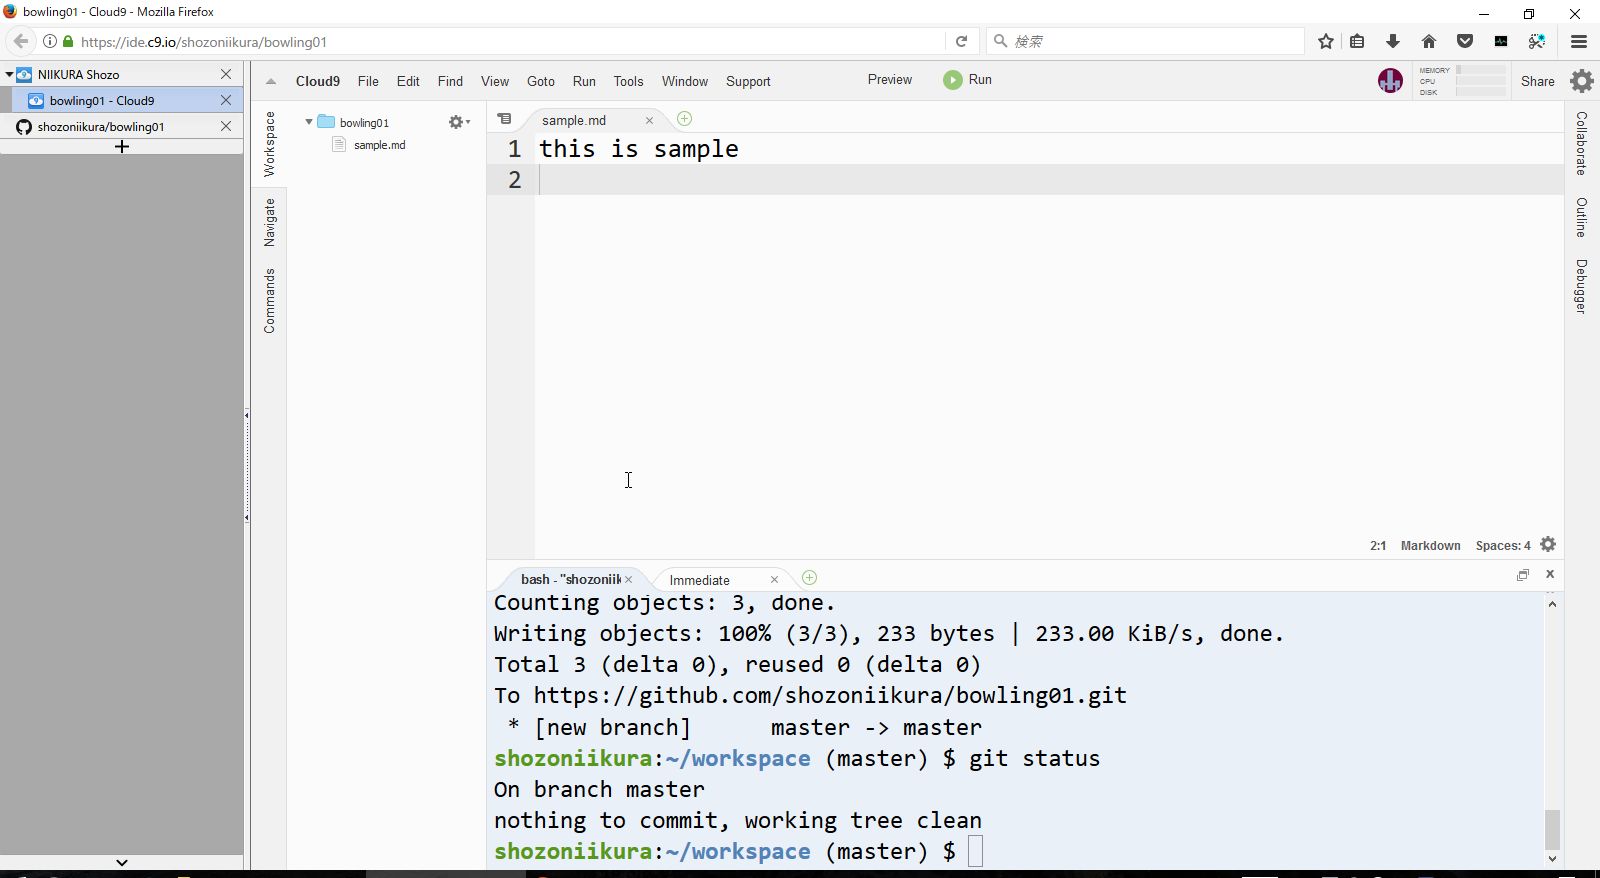 bowling01 - Cloud9 - Mozilla Firefox
https://ide.c9.io/shozoniikura/bowling01
検索
NIIKURA Shozo
bowling01 - Cloud9
shozoniikura/bowling01
Cloud9 File Edit Find View Goto Run Tools Window Support Preview Run
MEMORY
CPU
DISK
Share
Workspace
Navigate
Commands
bowling01
sample.md
sample.md
1 this is sample
2
Collaborate
Outline
Debugger
2:1 Markdown Spaces: 4
bash - "shozoniik
Immediate
Counting objects: 3, done.
Writing objects: 100% (3/3), 233 bytes | 233.00 KiB/s, done.
Total 3 (delta 0), reused 0 (delta 0)
To https://github.com/shozoniikura/bowling01.git
 * [new branch]      master -> master
shozoniikura:~/workspace (master) $ git status
On branch master
nothing to commit, working tree clean
shozoniikura:~/workspace (master) $